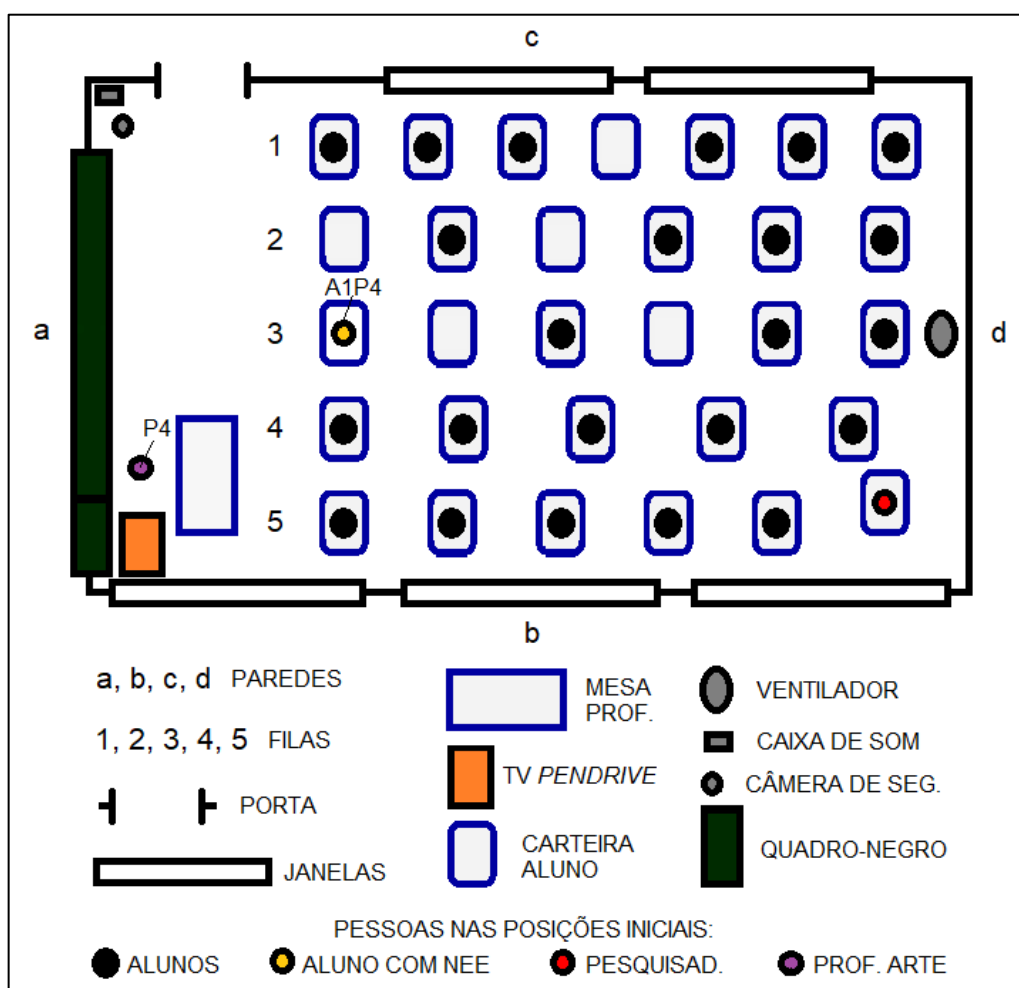 c
1
2
A1P4
a
3
d
4
P4
5
b
a, b, c, d PAREDES
1, 2, 3, 4, 5 FILAS
PORTA
JANELAS
MESA
PROF.
TV PENDRIVE
CARTEIRA
ALUNO
VENTILADOR
CAIXA DE SOM
CÂMERA DE SEG.
QUADRO-NEGRO
PESSOAS NAS POSIÇÕES INICIAIS:
ALUNOS
ALUNO COM NEE
PESQUISAD.
PROF. ARTE